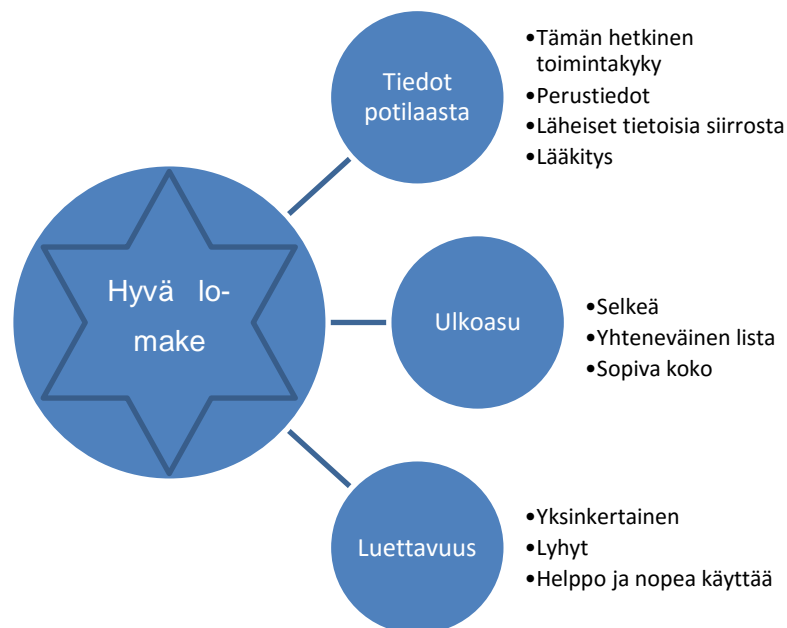 Hyvä lo-
make
Tiedot
potilaasta
•Tämän hetkinen
toimintakyky
•Perustiedot
•Läheiset tietoisia siirrosta
•Lääkitys
Ulkoasu
•Selkeä
•Yhteneväinen lista
•Sopiva koko
Luettavuus
•Yksinkertainen
•Lyhyt
•Helppo ja nopea käyttää